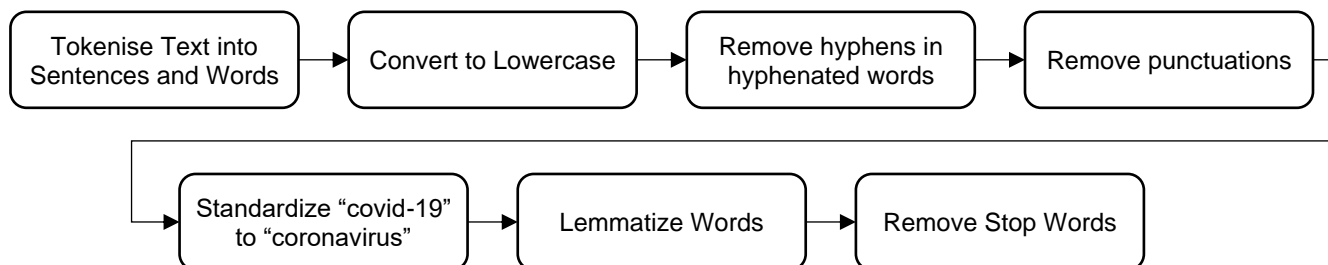 Tokenise Text into
Sentences and Words
Convert to Lowercase
Remove hyphens in
hyphenated words
Remove punctuations
Standardize “covid-19”
to “coronavirus”
Lemmatize Words
Remove Stop Words